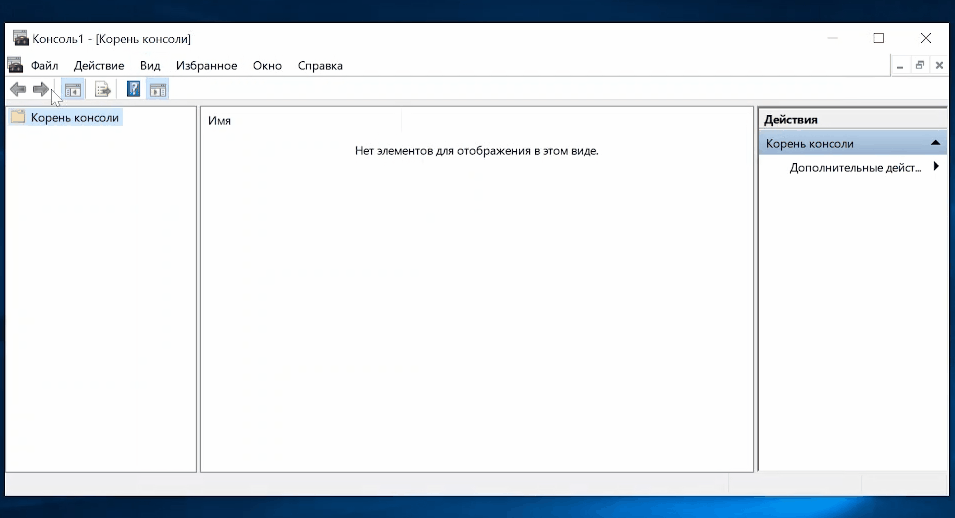 Консоль1 - [Корень консоли]
Файл Действие Вид Избранное Окно Справка
Корень консоли
Имя
Нет элементов для отображения в этом виде.
Действия
Корень консоли
Дополнительные дейст...